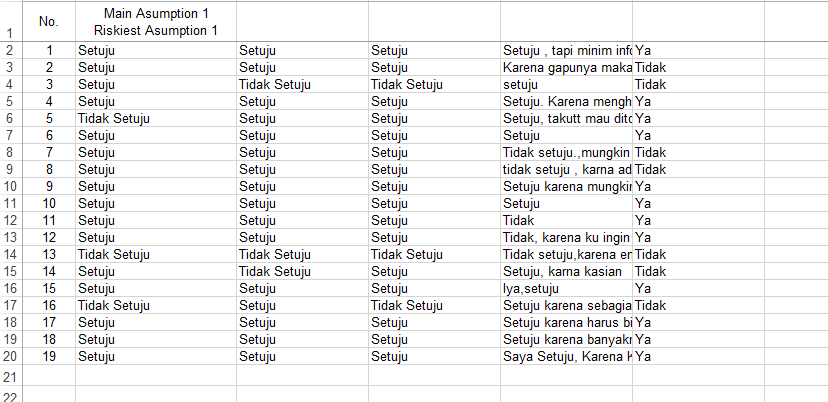 No. Main Asumption 1
1 Riskiest Asumption 1
2 1 Setuju Setuju Setuju Setuju , tapi minim info Ya
3 2 Setuju Setuju Setuju Karena gapunya maka Tidak
4 3 Setuju Tidak Setuju Tidak Setuju setuju Tidak
5 4 Setuju Setuju Setuju Setuju. Karena mengh Ya
6 5 Tidak Setuju Setuju Setuju Setuju, takutt mau Ya
7 6 Setuju Setuju Setuju Setuju Ya
8 7 Setuju Setuju Setuju Tidak setuju.,mungkin Tidak
9 8 Setuju Setuju Setuju tidak setuju , karna ad Tidak
10 9 Setuju Setuju Setuju Setuju karena mungkin Ya
11 10 Setuju Setuju Setuju Setuju Ya
12 11 Setuju Setuju Setuju Tidak Ya
13 12 Setuju Setuju Setuju Tidak, karena ku ingin Ya
14 13 Tidak Setuju Tidak Setuju Tidak Setuju Tidak setuju,karena Tidak
15 14 Setuju Tidak Setuju Setuju Setuju, karna kasian Tidak
16 15 Setuju Setuju Setuju Iya,setuju Ya
17 16 Tidak Setuju Setuju Tidak Setuju Setuju karena sebagia Tidak
18 17 Setuju Setuju Setuju Setuju karena harus bi Ya
19 18 Setuju Setuju Setuju Setuju karena Ya
20 19 Setuju Setuju Setuju Saya Setuju, Karena Ya
21
22